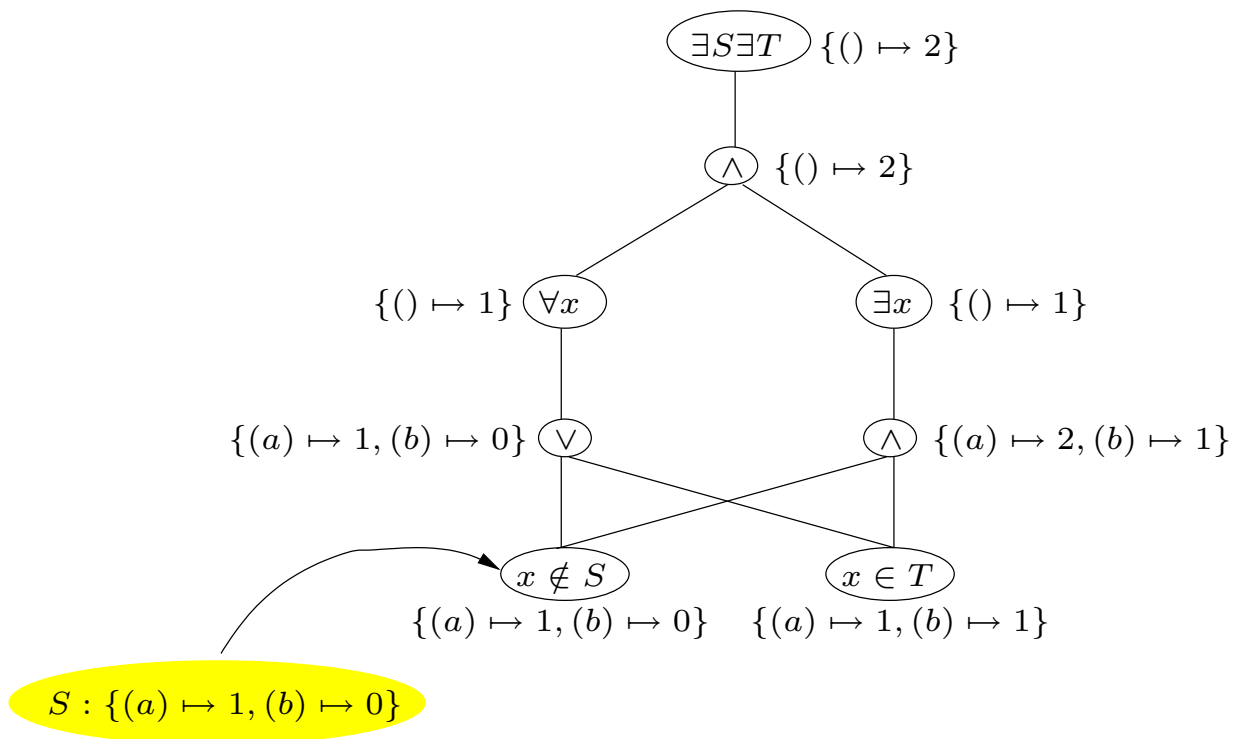 ∃S∃T {() ↦ 2}
∧ {() ↦ 2}
{() ↦ 1} ∀x ∃x {() ↦ 1}
{(a) ↦ 1, (b) ↦ 0} ∨ ∧ {(a) ↦ 2, (b) ↦ 1}
x ∉ S x ∈ T
{(a) ↦ 1, (b) ↦ 0} {(a) ↦ 1, (b) ↦ 1}
S : {(a) ↦ 1, (b) ↦ 0}